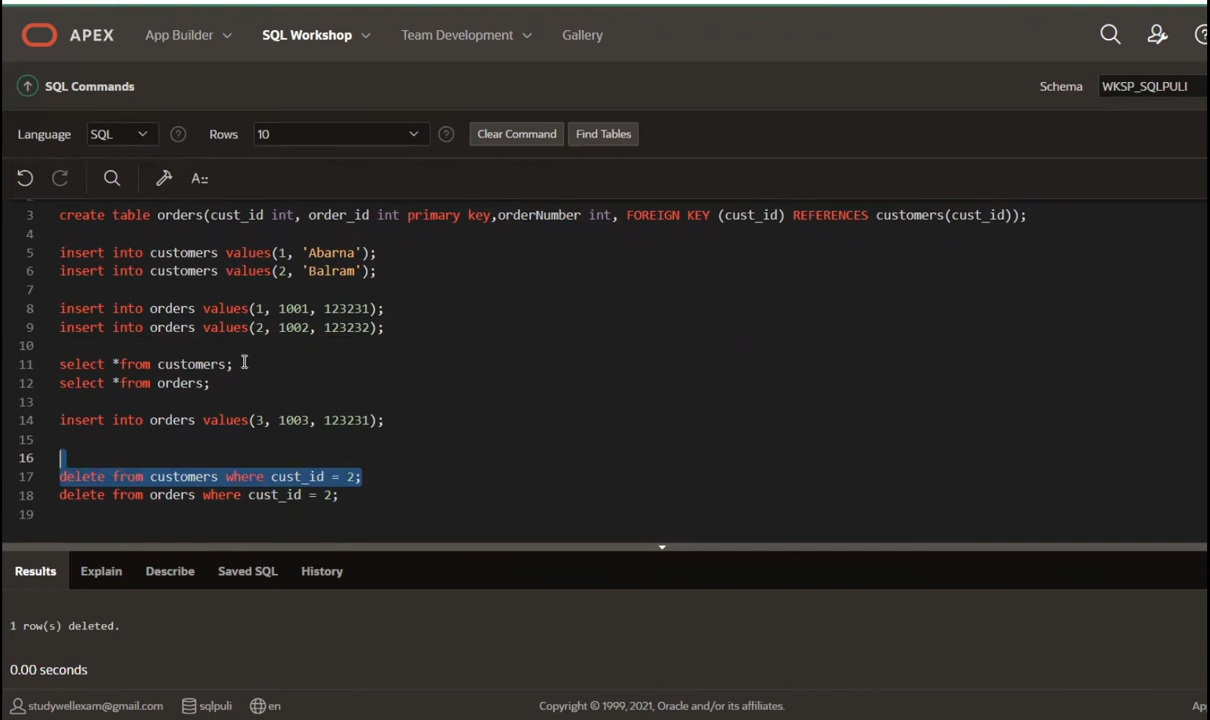 APEX App Builder SQL Workshop Team Development Gallery
SQL Commands Schema WKSP_SQLPULI
Language SQL Rows 10 Clear Command Find Tables
A::
3 create table orders(cust_id int, order_id int primary key,orderNumber int, FOREIGN KEY (cust_id) REFERENCES customers(cust_id));
4
5 insert into customers values(1, 'Abarna');
6 insert into customers values(2, 'Balram');
7
8 insert into orders values(1, 1001, 123231);
9 insert into orders values(2, 1002, 123232);
10
11 select *from customers;
12 select *from orders;
13
14 insert into orders values(3, 1003, 123231);
15
16
17 delete from customers where cust_id = 2;
18 delete from orders where cust_id = 2;
19
Results Explain Describe Saved SQL History
1 row(s) deleted.
0.00 seconds
studywellexam@gmail.com sqlpuli en Copyright © 1999, 2021, Oracle and/or its affiliates. Ap